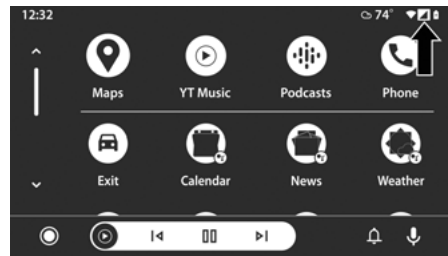 12:32
74°
Maps
YT Music
Podcasts
Phone
Exit
Calendar
News
Weather